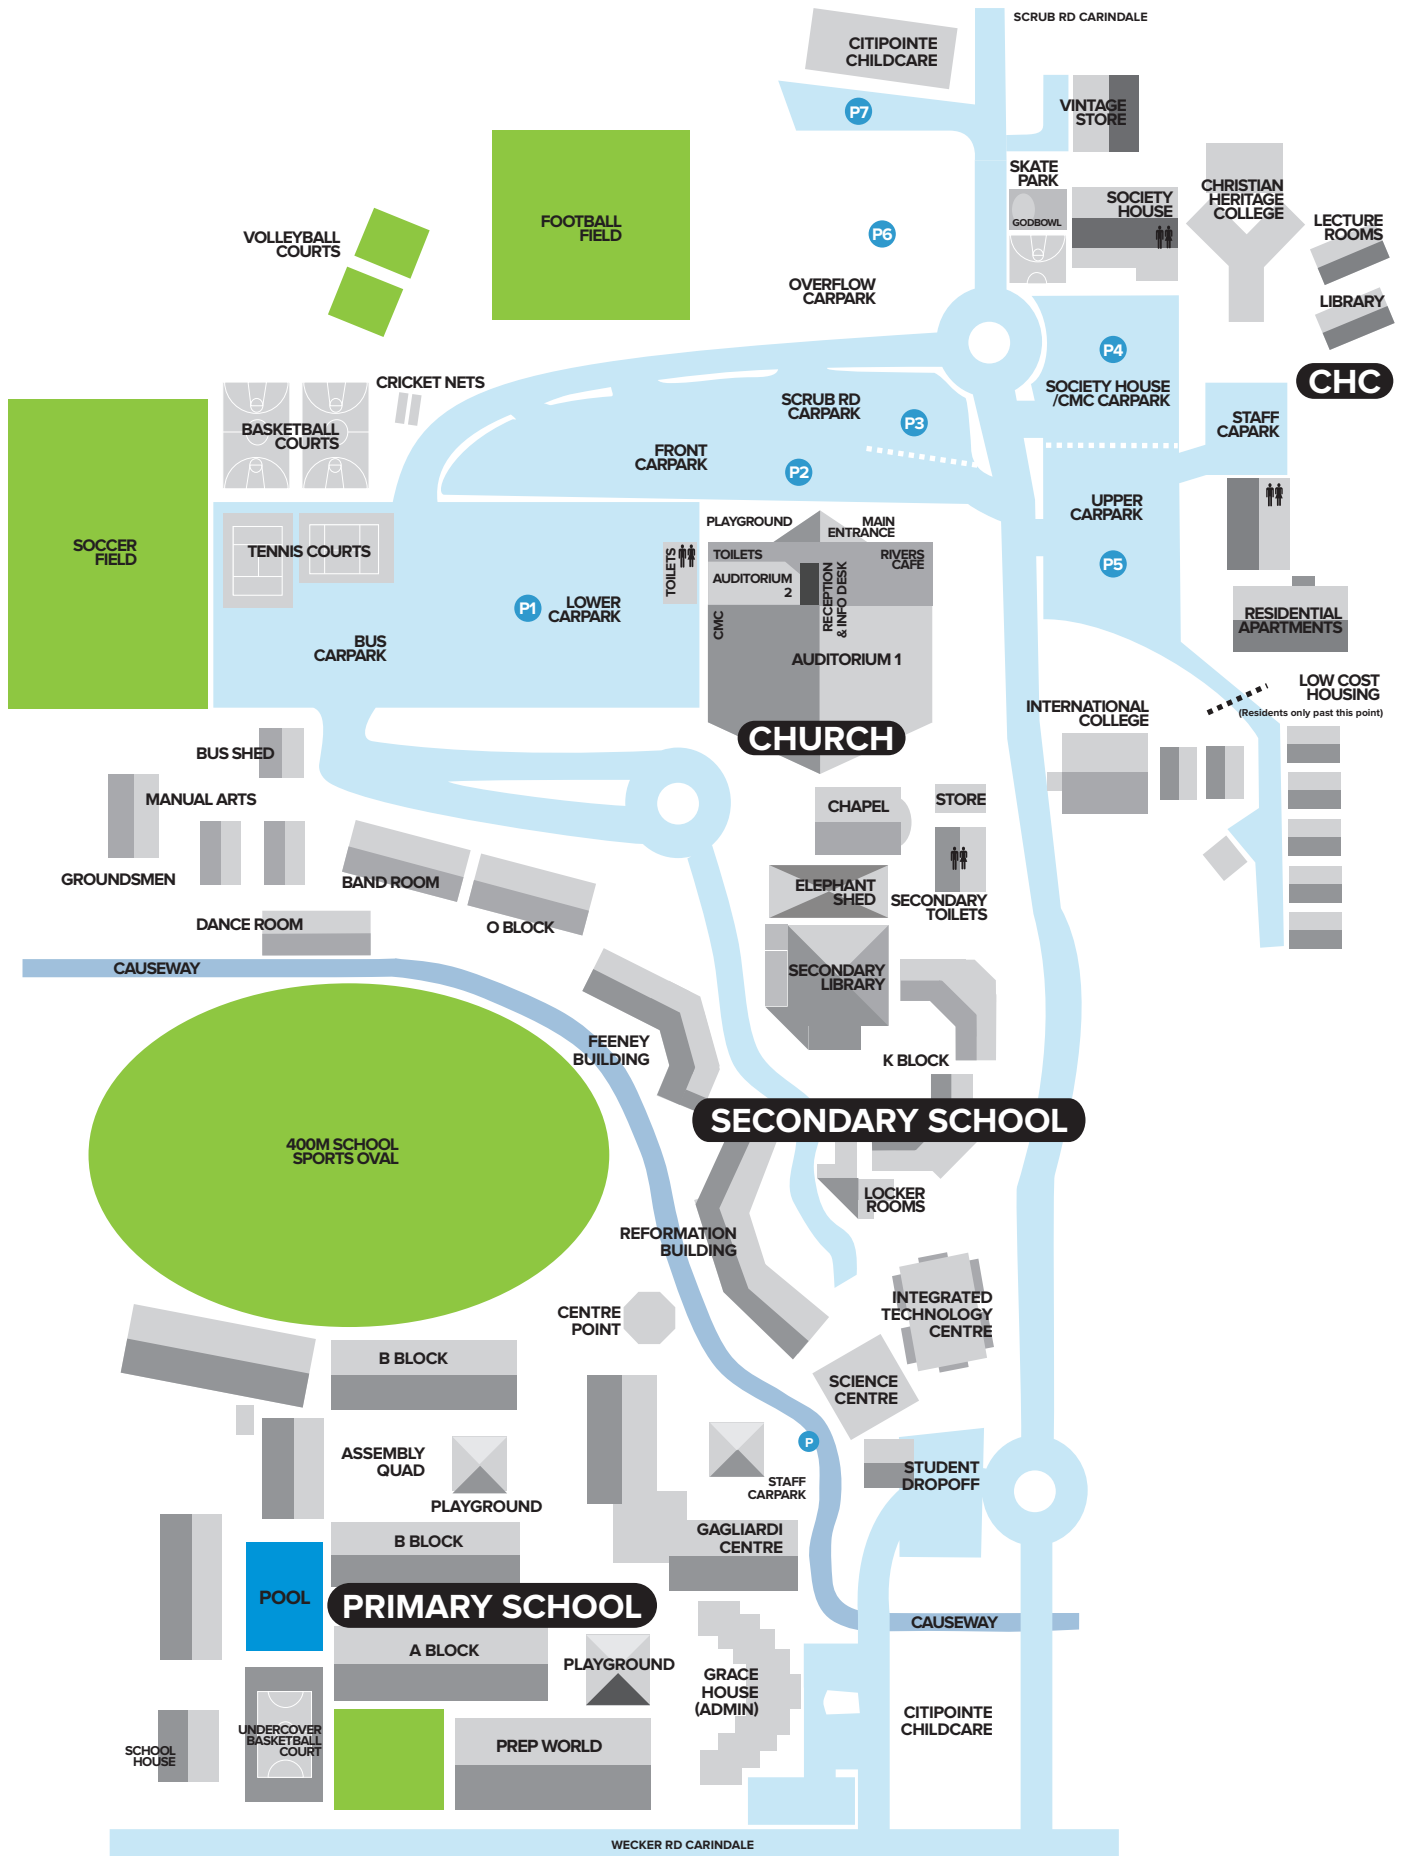 SCRUB RD CARINDALE
CITIPOINTE
CHILDCARE
P7
VINTAGE
STORE
SKATE
PARK
GODBOWL
SOCIETY
HOUSE
CHRISTIAN
HERITAGE
COLLEGE
LECTURE
ROOMS
LIBRARY
CHC
FOOTBALL
FIELD
VOLLEYBALL
COURTS
P6
OVERFLOW
CARPARK
P4
SOCIETY HOUSE
/CMC CARPARK
STAFF
CAPARK
CRICKET NETS
BASKETBALL
COURTS
SCRUB RD
CARPARK
P3
FRONT
CARPARK
P2
UPPER
CARPARK
P5
SOCCER
FIELD
TENNIS COURTS
P1
LOWER
CARPARK
BUS
CARPARK
TOILETS
PLAYGROUND
MAIN
ENTRANCE
TOILETS
RIVERS
CAFE
AUDITORIUM
2
RECEPTION
& INFO DESK
CMC
AUDITORIUM 1
CHURCH
RESIDENTIAL
APARTMENTS
LOW COST
HOUSING
(Residents only past this point)
INTERNATIONAL
COLLEGE
BUS SHED
MANUAL ARTS
GROUNDSMEN
BAND ROOM
O BLOCK
DANCE ROOM
CHAPEL
STORE
ELEPHANT
SHED
SECONDARY
TOILETS
CAUSEWAY
SECONDARY
LIBRARY
FEENEY
BUILDING
K BLOCK
SECONDARY SCHOOL
400M SCHOOL
SPORTS OVAL
LOCKER
ROOMS
REFORMATION
BUILDING
INTEGRATED
TECHNOLOGY
CENTRE
CENTRE
POINT
B BLOCK
SCIENCE
CENTRE
ASSEMBLY
QUAD
PLAYGROUND
P
STAFF
CARPARK
STUDENT
DROPOFF
B BLOCK
GAGLIARDI
CENTRE
POOL
PRIMARY SCHOOL
CAUSEWAY
A BLOCK
PLAYGROUND
GRACE
HOUSE
(ADMIN)
CITIPOINTE
CHILDCARE
SCHOOL
HOUSE
UNDERCOVER
BASKETBALL
COURT
PREP WORLD
WECKER RD CARINDALE